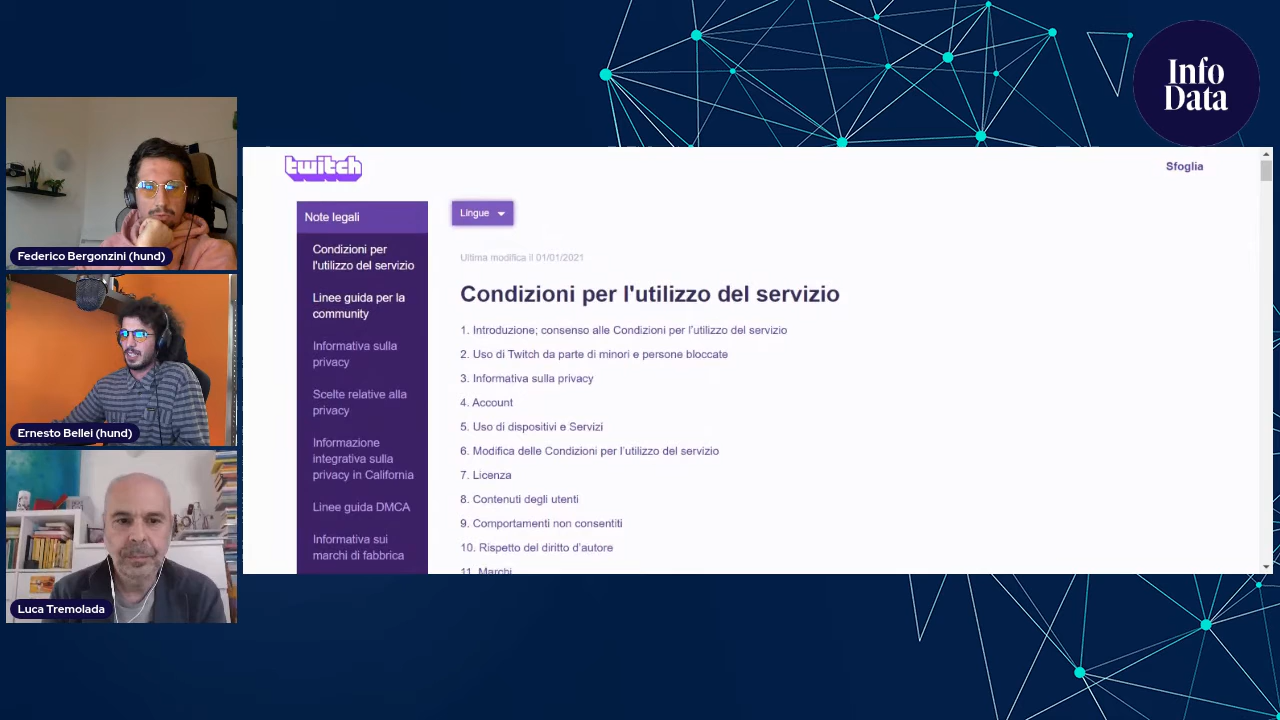 Info
Data
twitch
Sfoglia
Note legali
Lingue
Condizioni per
l'utilizzo del servizio
Linee guida per la
community
Informativa sulla
privacy
Scelte relative alla
privacy
Informazione
integrativa sulla
privacy in California
Linee guida DMCA
Informativa sui
marchi di fabbrica
Ultima modifica il 01/01/2021
Condizioni per l'utilizzo del servizio
1. Introduzione; consenso alle Condizioni per l'utilizzo del servizio
2. Uso di Twitch da parte di minori e persone bloccate
3. Informativa sulla privacy
4. Account
5. Uso di dispositivi e Servizi
6. Modifica delle Condizioni per l'utilizzo del servizio
7. Licenza
8. Contenuti degli utenti
9. Comportamenti non consentiti
10. Rispetto del diritto d'autore
11. Marchi
Federico Bergonzini (hund)
Ernesto Bellei (hund)
Luca Tremolada